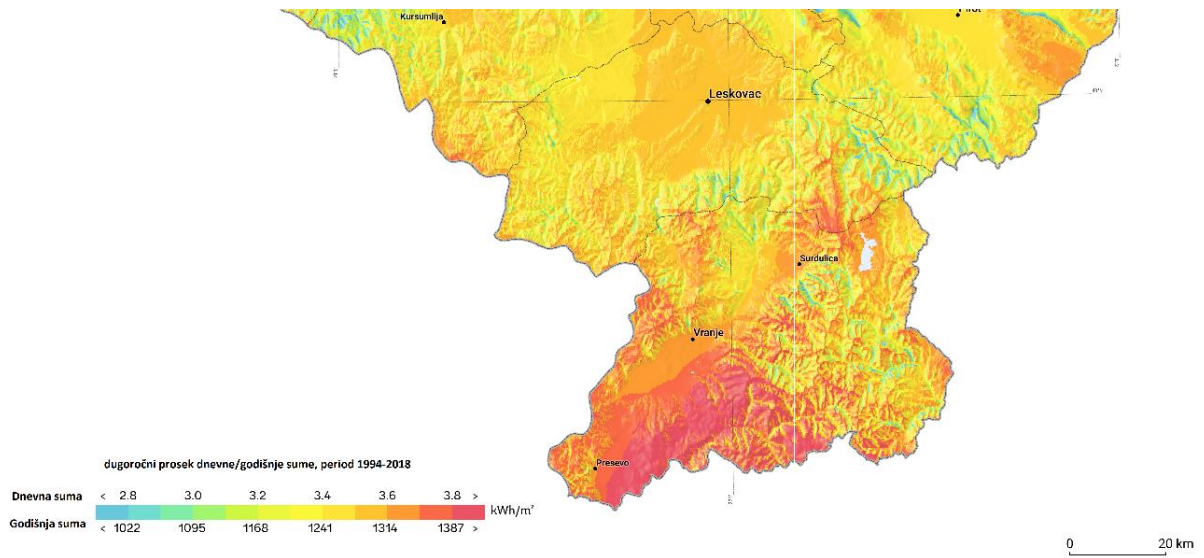 Kursumlija
Leskovac
Surdulica
Vranje
Presevo
dugoročni prosek dnevne/godišnje sume, period 1994-2018
Dnevna suma < 2.8 3.0 3.2 3.4 3.6 3.8 >
kWh/m²
Godišnja suma < 1022 1095 1168 1241 1314 1387 >
0 20 km